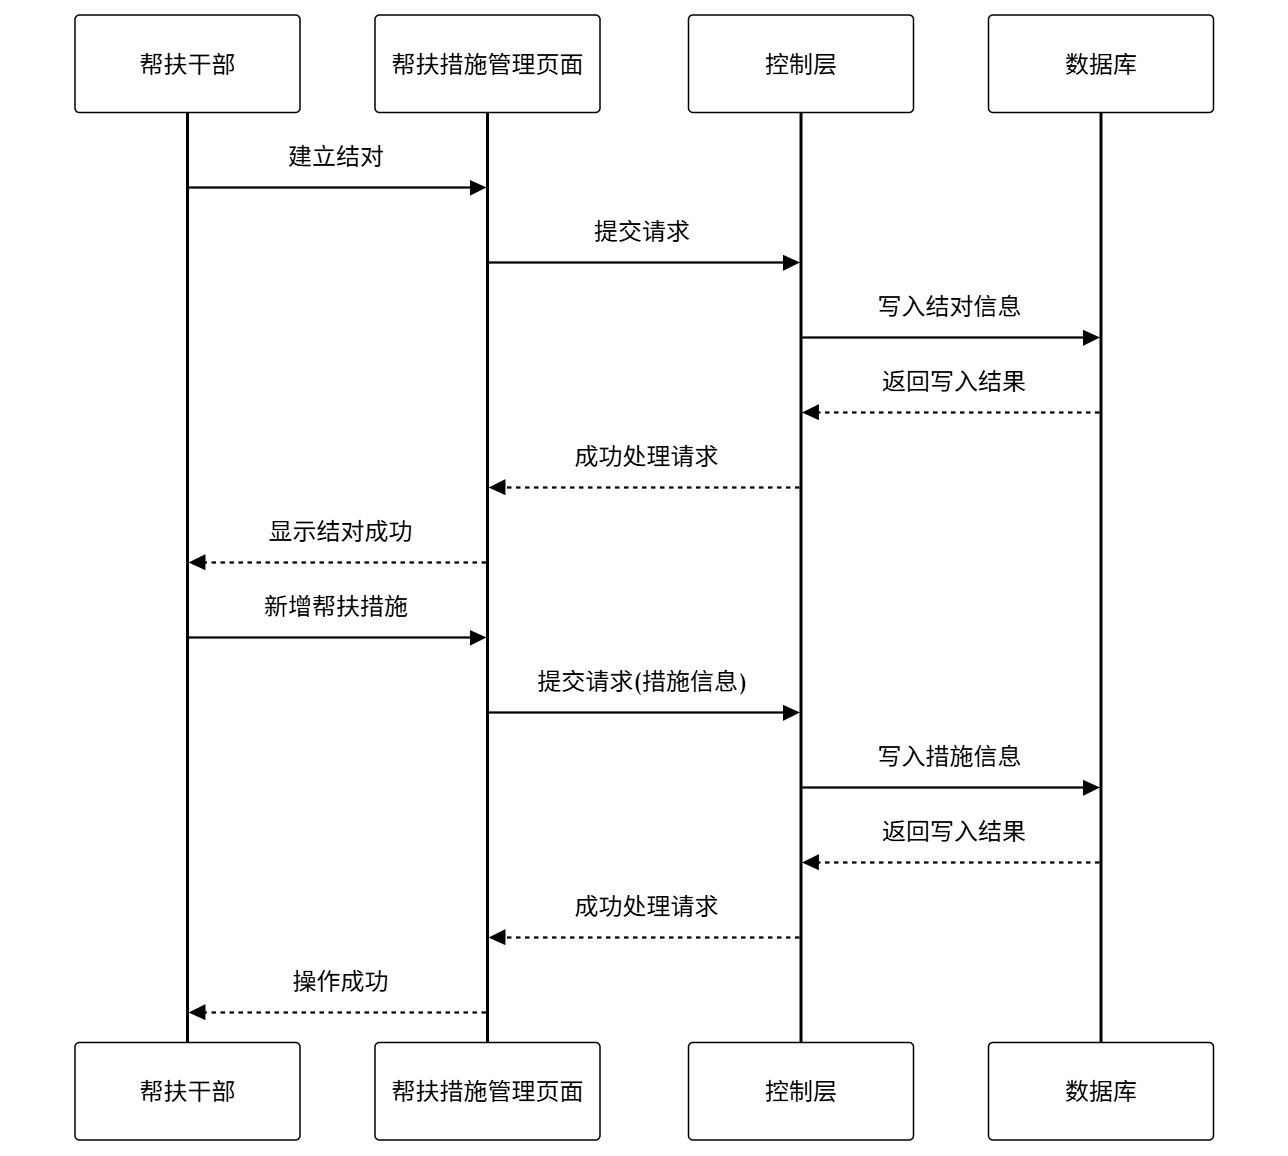 帮扶干部
帮扶措施管理页面
控制层
数据库
建立结对
提交请求
写入结对信息
返回写入结果
成功处理请求
显示结对成功
新增帮扶措施
提交请求(措施信息)
写入措施信息
返回写入结果
成功处理请求
操作成功
帮扶干部
帮扶措施管理页面
控制层
数据库